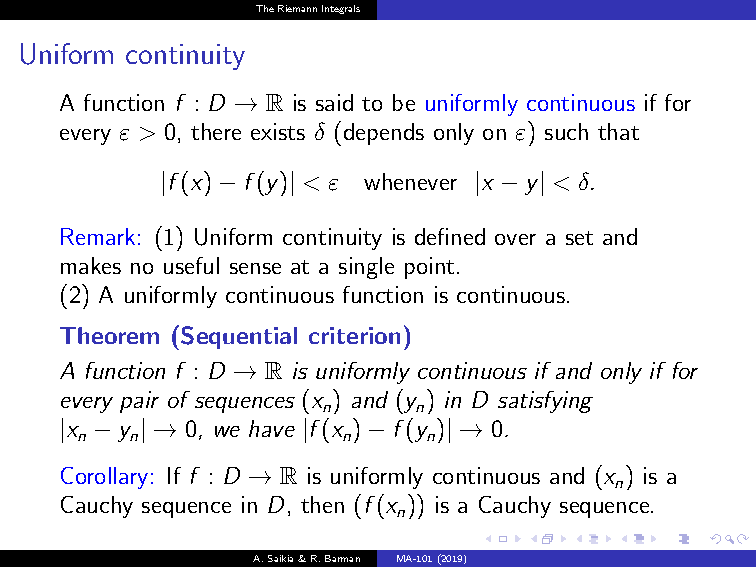 The Riemann Integrals
Uniform continuity
A function f : D → ℝ is said to be uniformly continuous if for
every ε > 0, there exists δ (depends only on ε) such that
|f(x) − f(y)| < ε whenever |x − y| < δ.
Remark: (1) Uniform continuity is defined over a set and
makes no useful sense at a single point.
(2) A uniformly continuous function is continuous.
Theorem (Sequential criterion)
A function f : D → ℝ is uniformly continuous if and only if for
every pair of sequences (xₙ) and (yₙ) in D satisfying
|xₙ − yₙ| → 0, we have |f(xₙ) − f(yₙ)| → 0.
Corollary: If f : D → ℝ is uniformly continuous and (xₙ) is a
Cauchy sequence in D, then (f(xₙ)) is a Cauchy sequence.
A. Saikia & R. Barman MA-101 (2019)